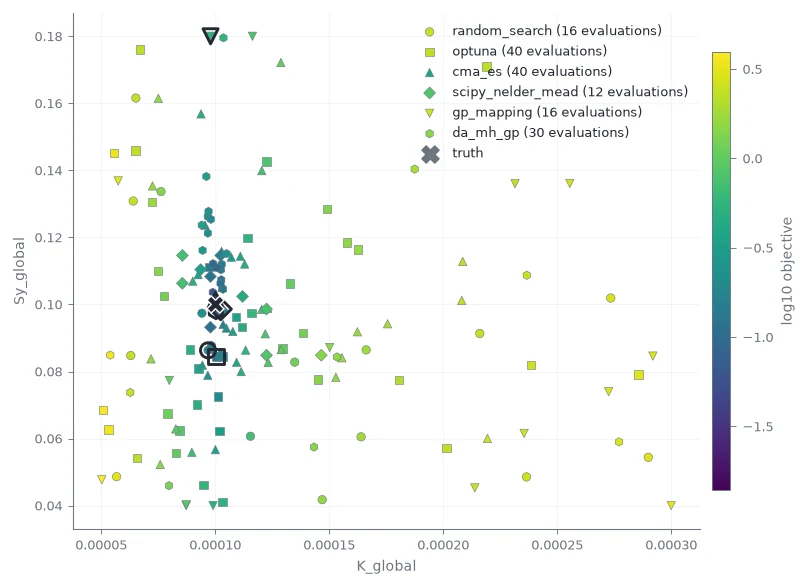 random_search (16 evaluations)
optuna (40 evaluations)
cma_es (40 evaluations)
scipy_nelder_mead (12 evaluations)
gp_mapping (16 evaluations)
da_mh_gp (30 evaluations)
truth
0.18
0.16
0.14
0.12
0.10
0.08
0.06
0.04
Sy_global
0.00005
0.00010
0.00015
0.00020
0.00025
0.00030
K_global
0.5
0.0
−0.5
−1.0
−1.5
log10 objective